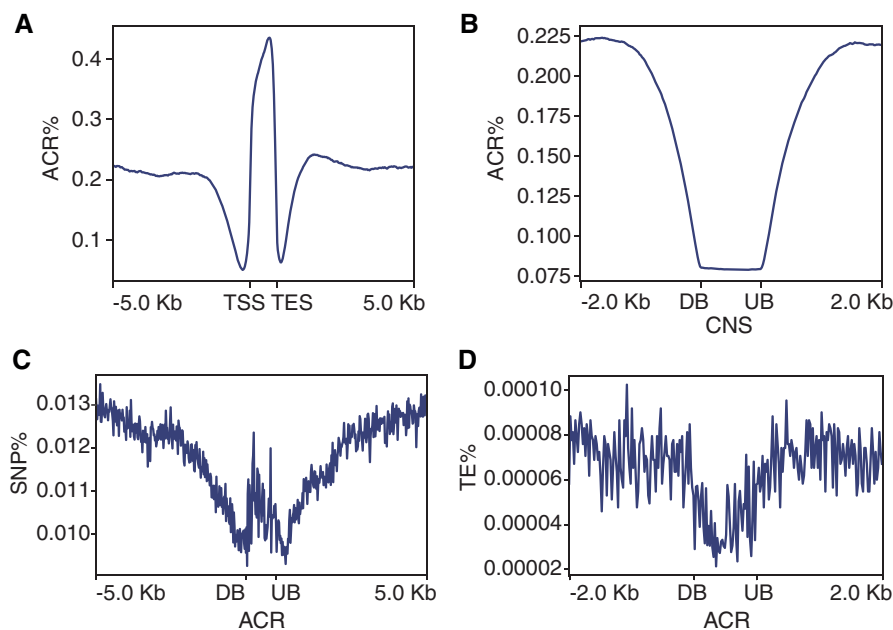 A
ACR%
0.4
0.3
0.2
0.1
-5.0 Kb TSS TES 5.0 Kb
B
ACR%
0.225
0.200
0.175
0.150
0.125
0.100
0.075
-2.0 Kb DB UB 2.0 Kb
CNS
C
SNP%
0.013
0.012
0.011
0.010
-5.0 Kb DB UB 5.0 Kb
ACR
D
TE%
0.00010
0.00008
0.00006
0.00004
0.00002
-2.0 Kb DB UB 2.0 Kb
ACR